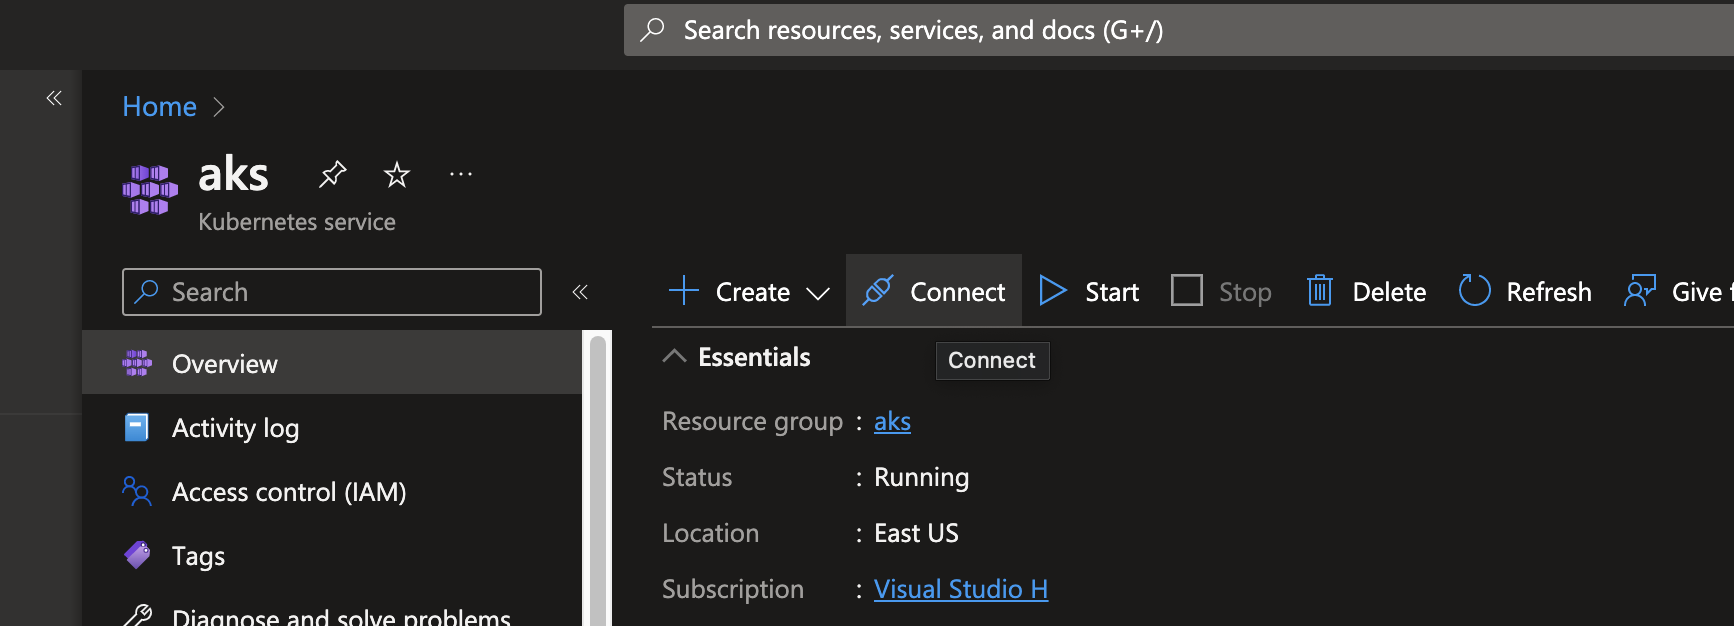 Search resources, services, and docs (G+/)
Home
aks
Kubernetes service
Search
Create
Connect
Start
Stop
Delete
Refresh
Give
Overview
Activity log
Access control (IAM)
Tags
Diagnose and solve problems
Essentials
Connect
Resource group : aks
Status : Running
Location : East US
Subscription : Visual Studio H